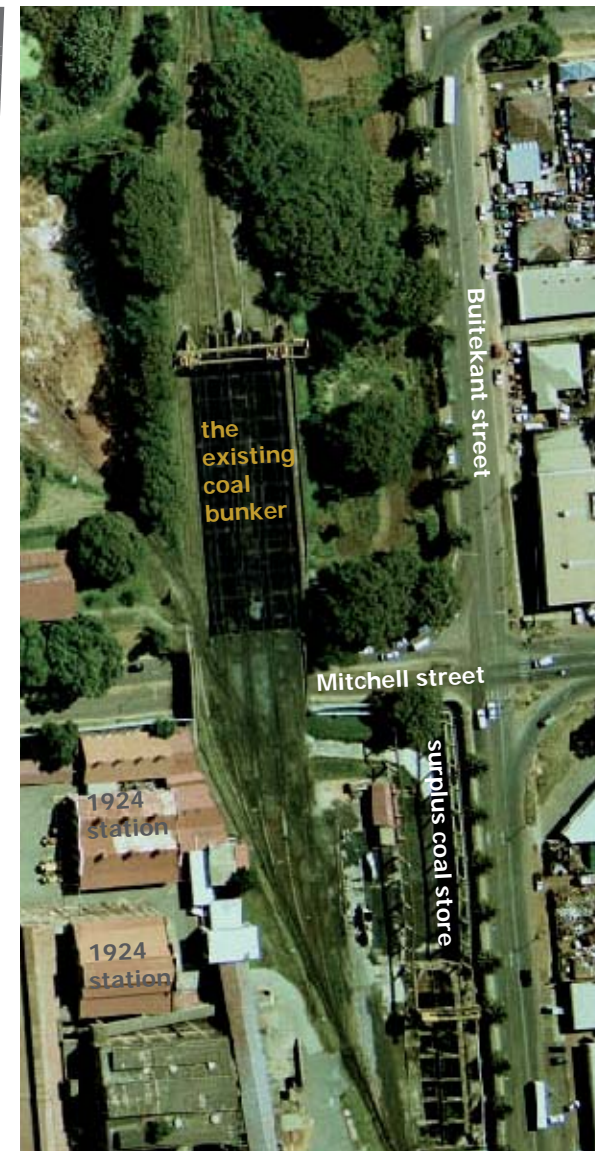 the
existing
coal
bunker
Buitekant street
Mitchell street
surplus coal store
1924
station
1924
station